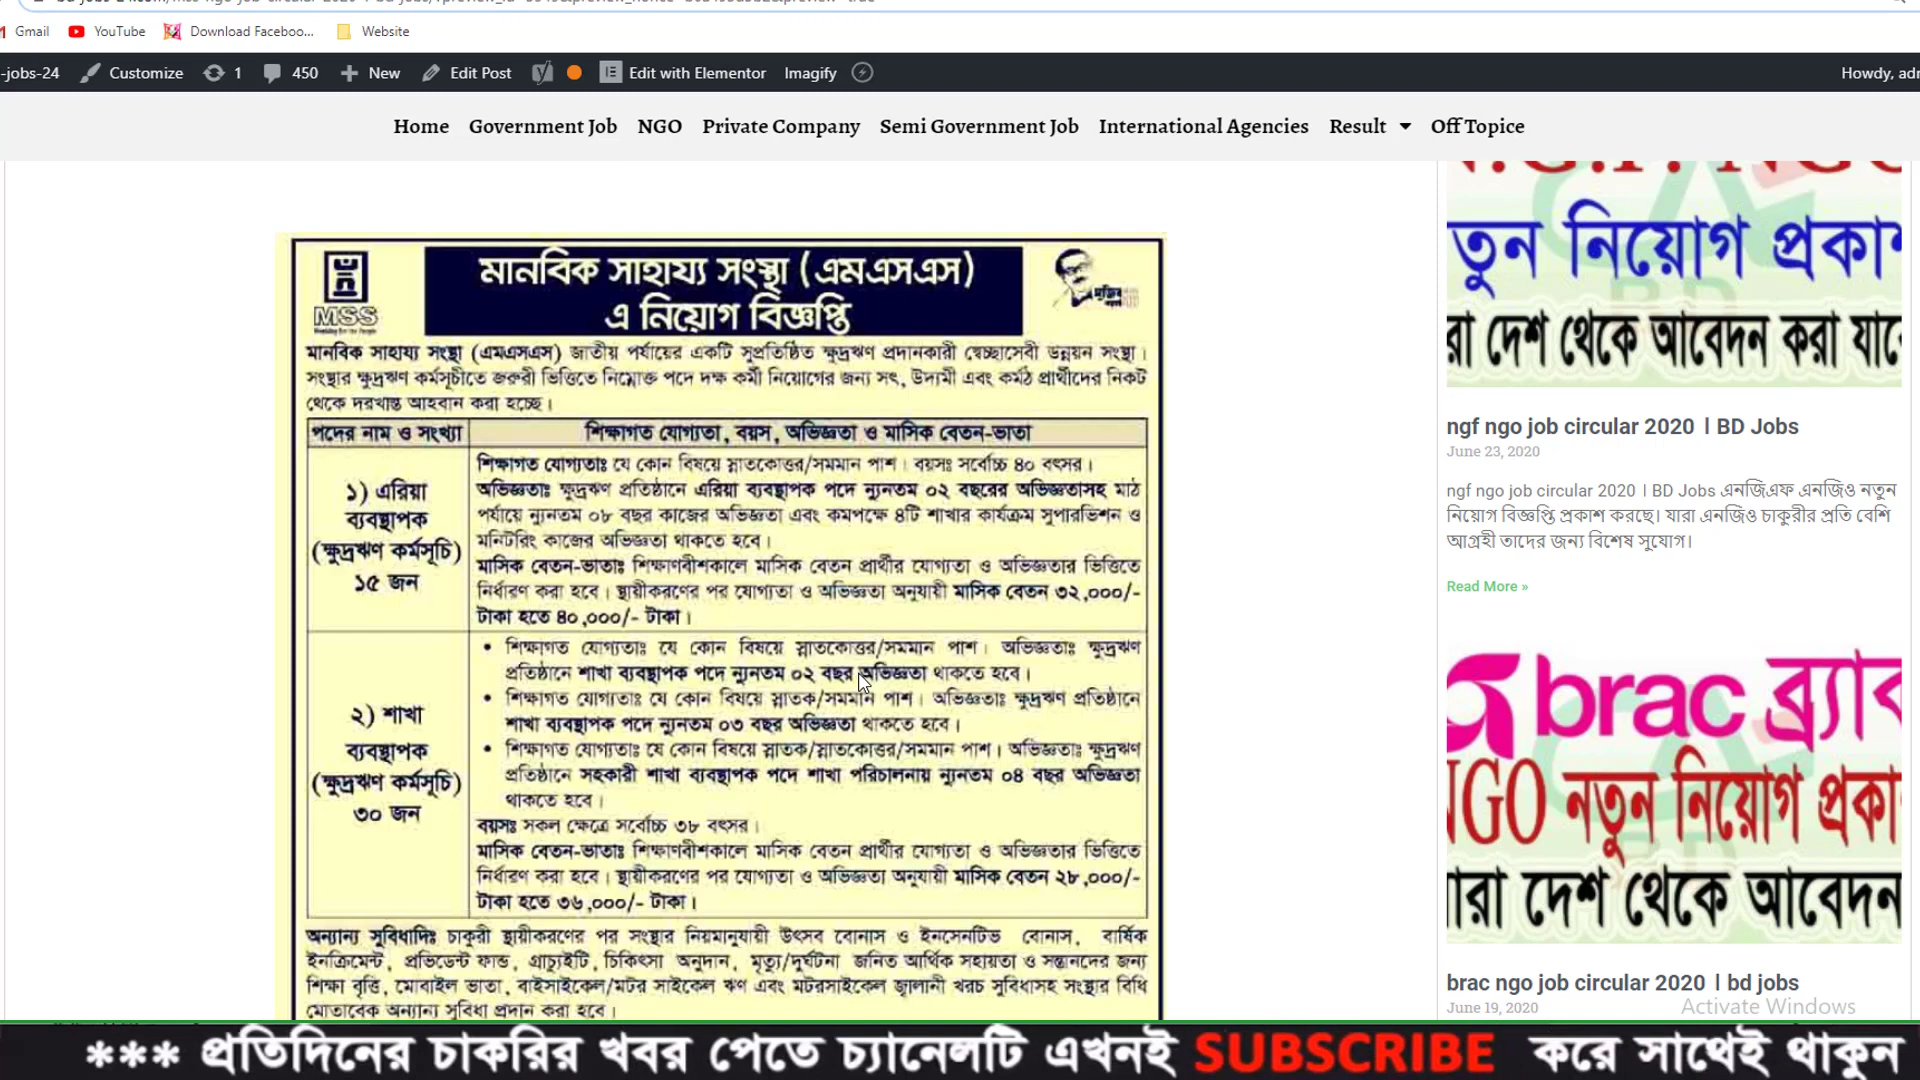 Gmail YouTube Download Faceboo... Website
-jobs-24 Customize 1 450 New Edit Post Edit with Elementor Imagify Howdy, adm
Home Government Job NGO Private Company Semi Government Job International Agencies Result Off Topice
মানবিক সাহায্য সংস্থা (এমএসএস)
এ নিয়োগ বিজ্ঞপ্তি
MSS
মানবিক সাহায্য সংস্থা (এমএসএস) জাতীয় পর্যায়ের একটি সুপ্রতিষ্ঠিত ক্ষুদ্রঋণ প্রদানকারী স্বেচ্ছাসেবী উন্নয়ন সংস্থা।
সংস্থার ক্ষুদ্রঋণ কর্মসূচীতে জরুরী ভিত্তিতে নিম্নোক্ত পদে দক্ষ কর্মী নিয়োগের জন্য সৎ, উদ্যমী এবং কর্মঠ প্রার্থীদের নিকট
থেকে দরখাস্ত আহবান করা হচ্ছে।
পদের নাম ও সংখ্যা
শিক্ষাগত যোগ্যতা, বয়স, অভিজ্ঞতা ও মাসিক বেতন-ভাতা
১) এরিয়া
ব্যবস্থাপক
(ক্ষুদ্রঋণ কর্মসূচি)
১৫ জন
শিক্ষাগত যোগ্যতাঃ যে কোন বিষয়ে স্নাতকোত্তর/সমমান পাশ। বয়সঃ সর্বোচ্চ ৪০ বৎসর।
অভিজ্ঞতাঃ ক্ষুদ্রঋণ প্রতিষ্ঠানে এরিয়া ব্যবস্থাপক পদে ন্যুনতম ০২ বছরের অভিজ্ঞতাসহ মাঠ
পর্যায়ে ন্যুনতম ০৮ বছর কাজের অভিজ্ঞতা এবং কমপক্ষে ৪টি শাখার কার্যক্রম সুপারভিশন ও
মনিটরিং কাজের অভিজ্ঞতা থাকতে হবে।
মাসিক বেতন-ভাতাঃ শিক্ষাণবীশকালে মাসিক বেতন প্রার্থীর যোগ্যতা ও অভিজ্ঞতার ভিত্তিতে
নির্ধারণ করা হবে। স্থায়ীকরণের পর যোগ্যতা ও অভিজ্ঞতা অনুযায়ী মাসিক বেতন ৩২,০০০/-
টাকা হতে ৪০,০০০/- টাকা।
২) শাখা
ব্যবস্থাপক
(ক্ষুদ্রঋণ কর্মসূচি)
৩০ জন
• শিক্ষাগত যোগ্যতাঃ যে কোন বিষয়ে স্নাতকোত্তর/সমমান পাশ। অভিজ্ঞতাঃ ক্ষুদ্রঋণ
প্রতিষ্ঠানে শাখা ব্যবস্থাপক পদে ন্যুনতম ০২ বছর অভিজ্ঞতা থাকতে হবে।
• শিক্ষাগত যোগ্যতাঃ যে কোন বিষয়ে স্নাতক/সমমান পাশ। অভিজ্ঞতাঃ ক্ষুদ্রঋণ প্রতিষ্ঠানে
শাখা ব্যবস্থাপক পদে ন্যুনতম ০৩ বছর অভিজ্ঞতা থাকতে হবে।
• শিক্ষাগত যোগ্যতাঃ যে কোন বিষয়ে স্নাতক/স্নাতকোত্তর/সমমান পাশ। অভিজ্ঞতাঃ ক্ষুদ্রঋণ
প্রতিষ্ঠানে সহকারী শাখা ব্যবস্থাপক পদে শাখা পরিচালনায় ন্যুনতম ০৪ বছর অভিজ্ঞতা
থাকতে হবে।
বয়সঃ সকল ক্ষেত্রে সর্বোচ্চ ৩৮ বৎসর।
মাসিক বেতন-ভাতাঃ শিক্ষাণবীশকালে মাসিক বেতন প্রার্থীর যোগ্যতা ও অভিজ্ঞতার ভিত্তিতে
নির্ধারণ করা হবে। স্থায়ীকরণের পর যোগ্যতা ও অভিজ্ঞতা অনুযায়ী মাসিক বেতন ২৮,০০০/-
টাকা হতে ৩৬,০০০/- টাকা।
অন্যান্য সুবিধাদিঃ চাকুরী স্থায়ীকরণের পর সংস্থার নিয়মানুযায়ী উৎসব বোনাস ও ইনসেনটিভ বোনাস, বার্ষিক
ইনক্রিমেন্ট, প্রভিডেন্ট ফান্ড, গ্রাচ্যুইটি, চিকিৎসা অনুদান, মৃত্যু/দুর্ঘটনা জনিত আর্থিক সহায়তা ও সন্তানদের জন্য
শিক্ষা বৃত্তি, মোবাইল ভাতা, বাইসাইকেল/মটর সাইকেল ঋণ এবং মটরসাইকেল জ্বালানী খরচ সুবিধাসহ সংস্থার বিধি
মোতাবেক অন্যান্য সুবিধা প্রদান করা হবে।
তুন নিয়োগ প্রকা
রা দেশ থেকে আবেদন করা যাবে
ngf ngo job circular 2020 । BD Jobs
June 23, 2020
ngf ngo job circular 2020 । BD Jobs এনজিএফ এনজিও নতুন
নিয়োগ বিজ্ঞপ্তি প্রকাশ করছে। যারা এনজিও চাকুরীর প্রতি বেশি
আগ্রহী তাদের জন্য বিশেষ সুযোগ।
Read More »
brac ব্র্যাক
NGO নতুন নিয়োগ প্রকা
ারা দেশ থেকে আবেদন
brac ngo job circular 2020 । bd jobs
June 19, 2020
Activate Windows
*** প্রতিদিনের চাকরির খবর পেতে চ্যানেলটি এখনই SUBSCRIBE করে সাথেই থাকুন